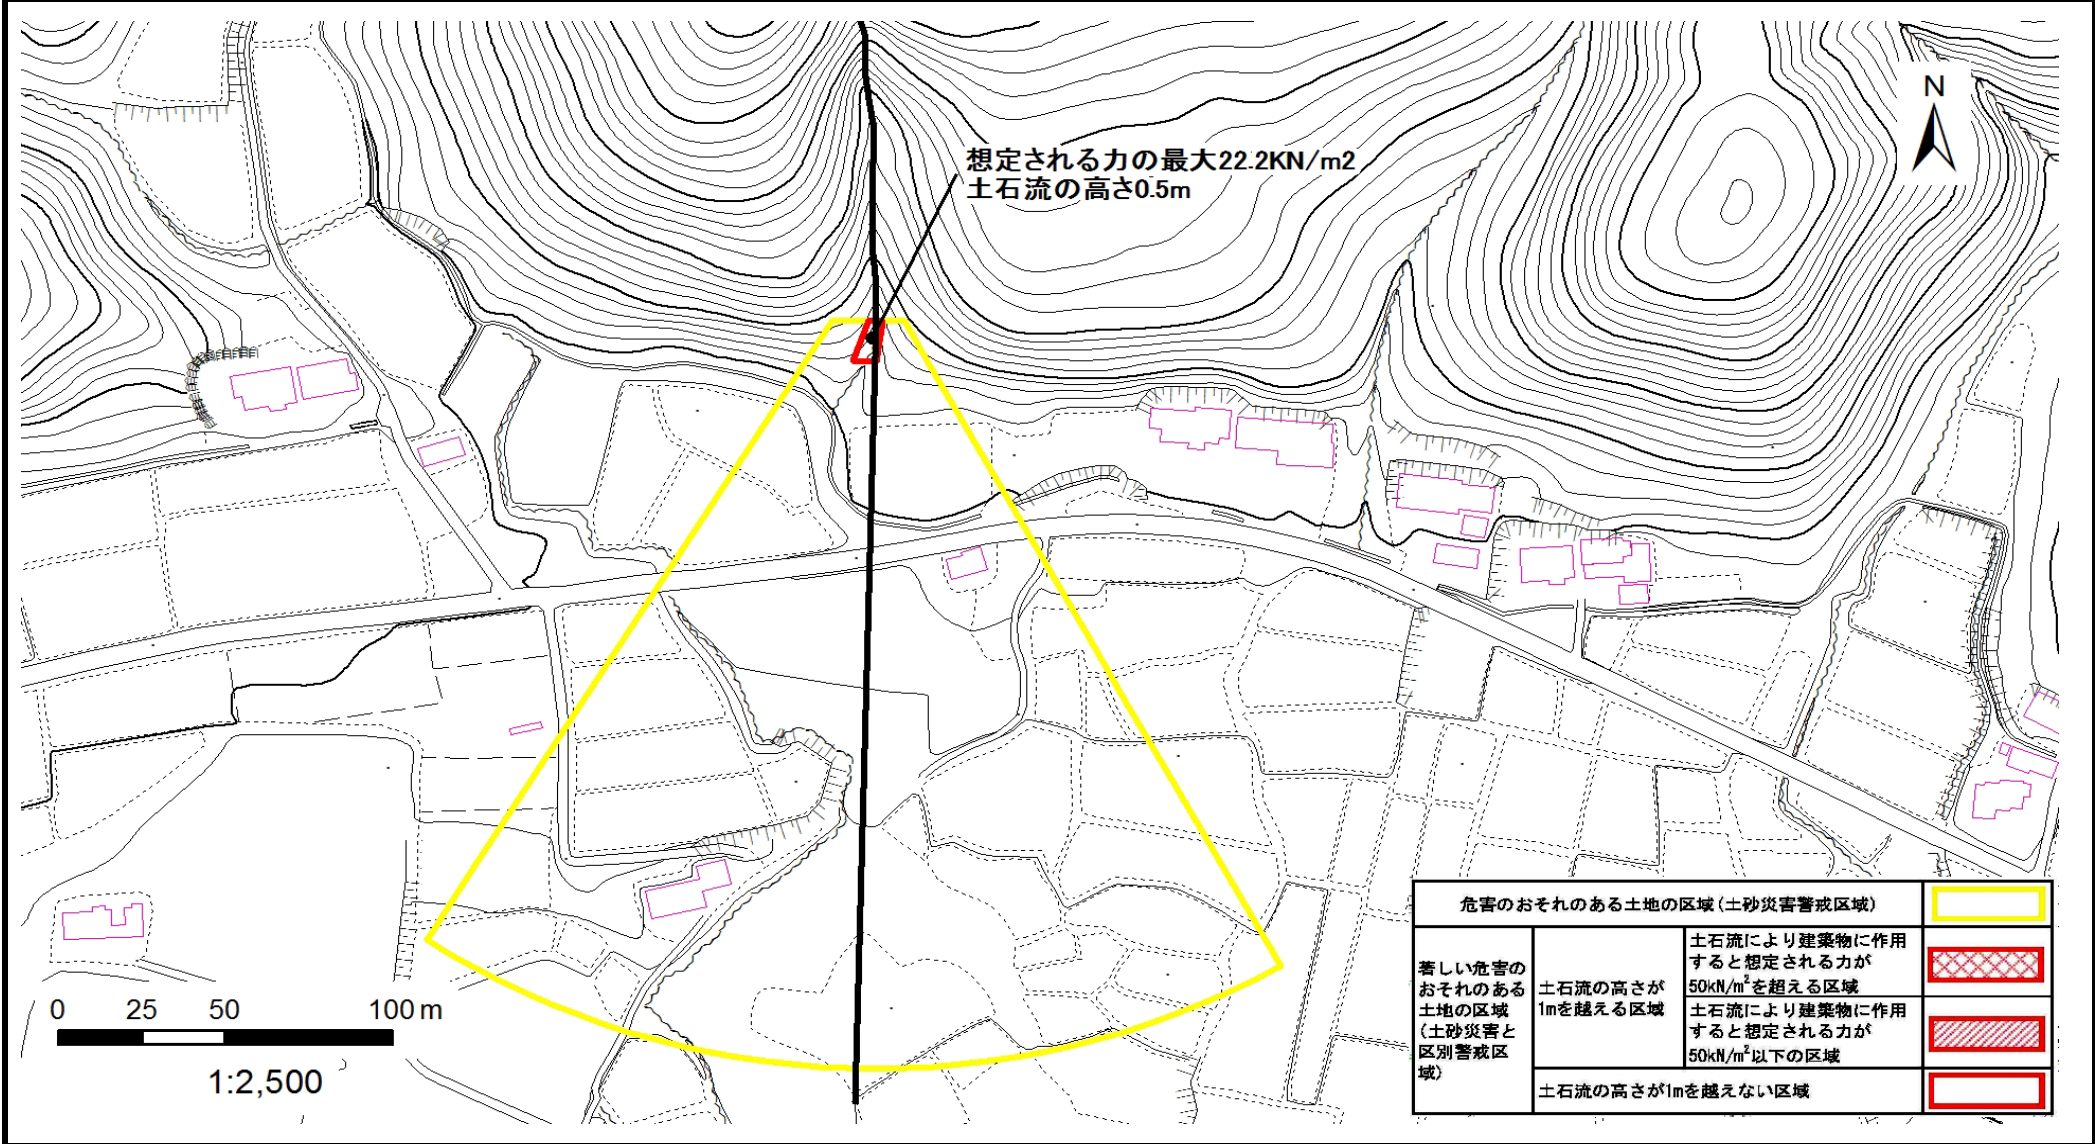 N
想定される力の最大22.2KN/m2
土石流の高さ0.5m
0 25 50 100 m
1:2,500
危害のおそれのある土地の区域(土砂災害警戒区域)
著しい危害の
おそれのある
土地の区域
(土砂災害と
区別警戒区
域)
土石流の高さが
1mを越える区域
土石流により建築物に作用
すると想定される力が
50kN/m²を超える区域
土石流により建築物に作用
すると想定される力が
50kN/m²以下の区域
土石流の高さが1mを越えない区域